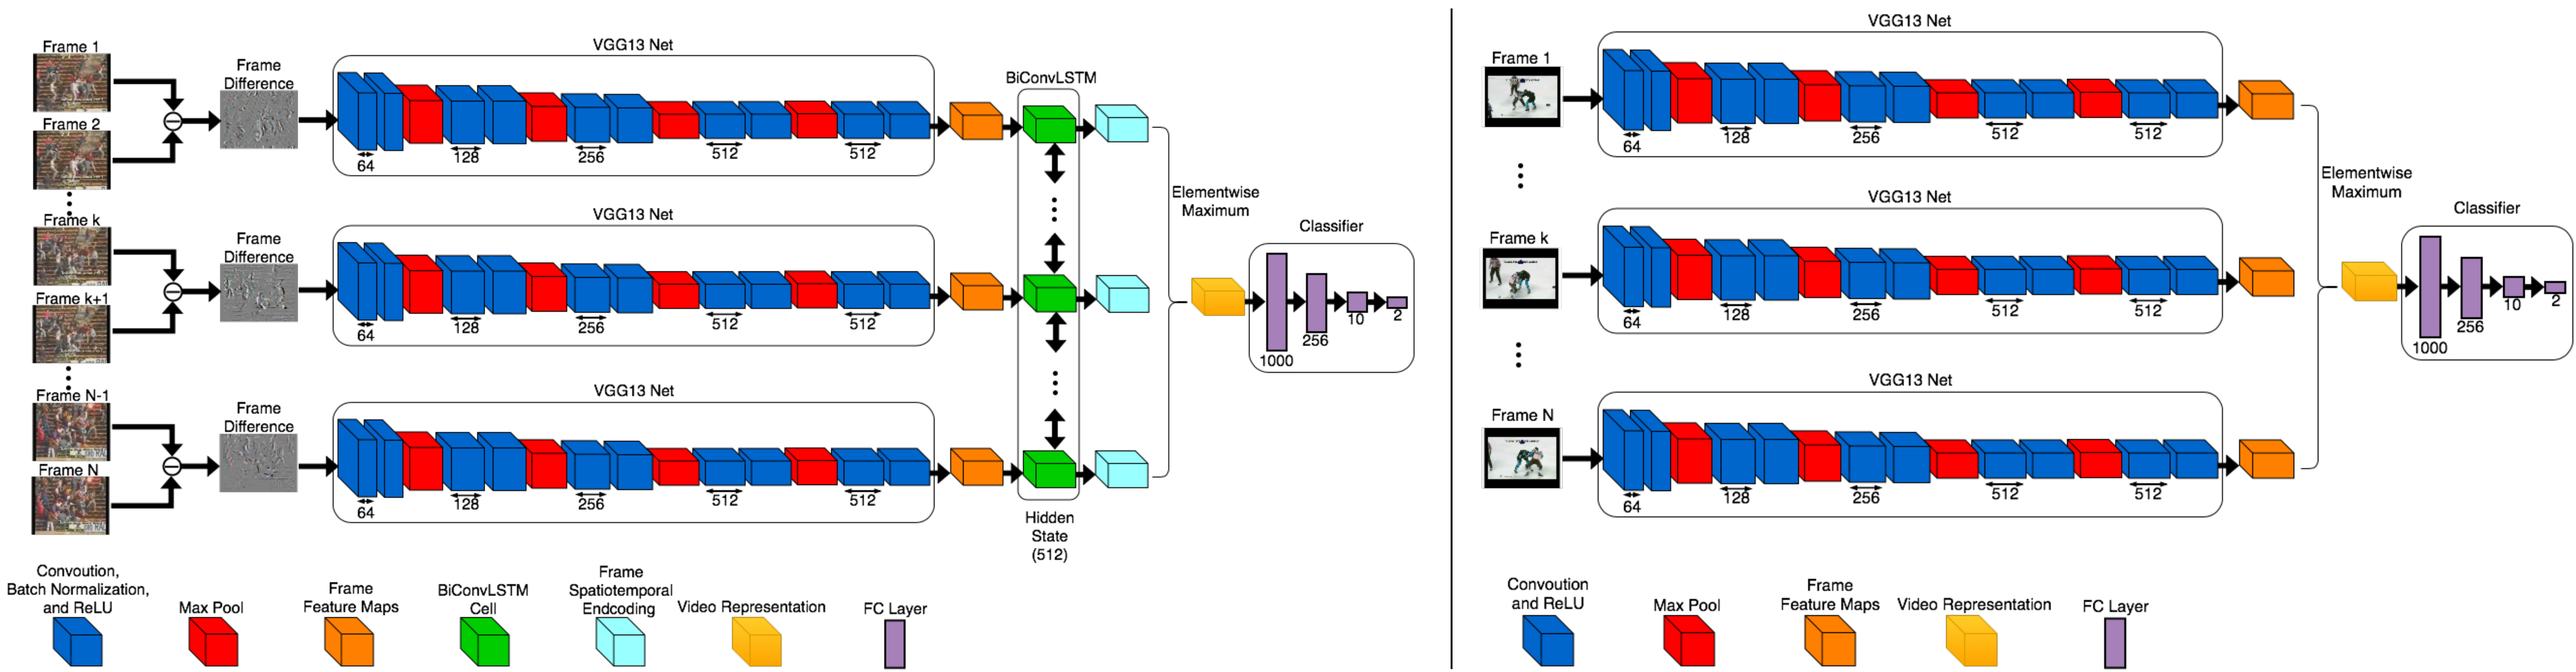 Frame 1
Frame 2
Frame k
Frame k+1
Frame N-1
Frame N
Frame
Difference
Frame
Difference
Frame
Difference
VGG13 Net
64
128
256
512
512
VGG13 Net
64
128
256
512
512
VGG13 Net
64
128
256
512
512
BiConvLSTM
Hidden
State
(512)
Elementwise
Maximum
Classifier
1000
256
10
2
Convoution,
Batch Normalization,
and ReLU
Max Pool
Frame
Feature Maps
BiConvLSTM
Cell
Frame
Spatiotemporal
Endcoding
Video Representation
FC Layer
Frame 1
Frame k
Frame N
VGG13 Net
64
128
256
512
512
VGG13 Net
64
128
256
512
512
VGG13 Net
64
128
256
512
512
Elementwise
Maximum
Classifier
1000
256
10
2
Convoution
and ReLU
Max Pool
Frame
Feature Maps
Video Representation
FC Layer